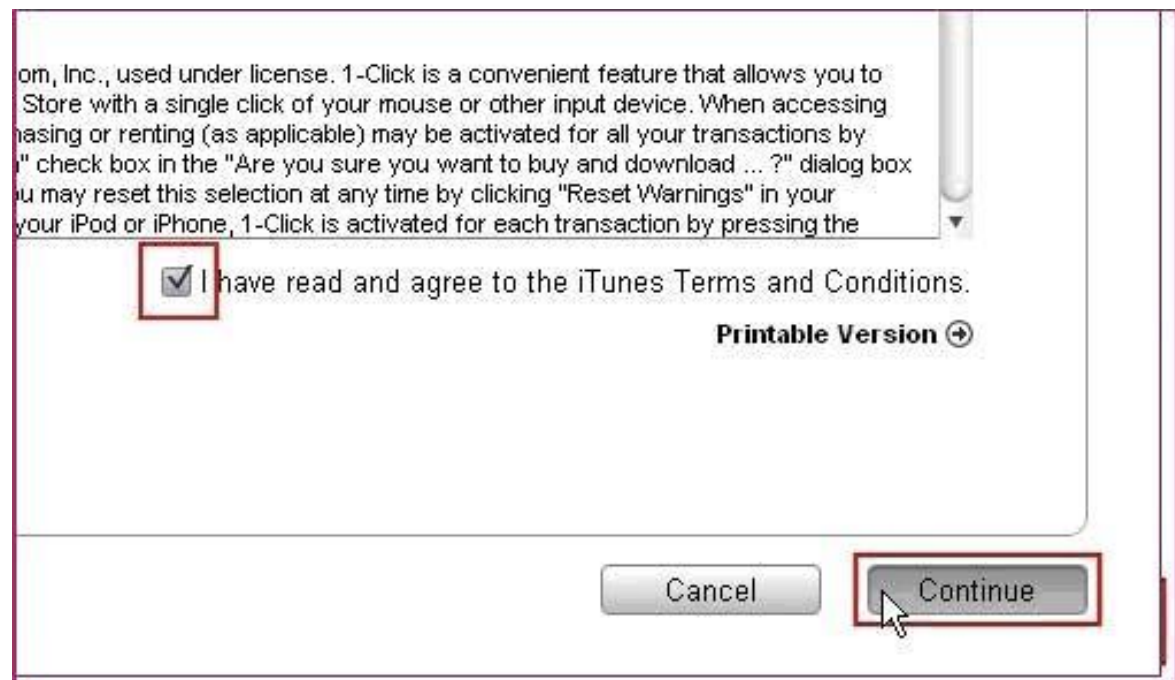 om, Inc., used under license. 1-Click is a convenient feature that allows you to
Store with a single click of your mouse or other input device. When accessing
hasing or renting (as applicable) may be activated for all your transactions by
" check box in the "Are you sure you want to buy and download ... ?" dialog box
ou may reset this selection at any time by clicking "Reset Warnings" in your
your iPod or iPhone, 1-Click is activated for each transaction by pressing the
I have read and agree to the iTunes Terms and Conditions.
Printable Version
Cancel
Continue